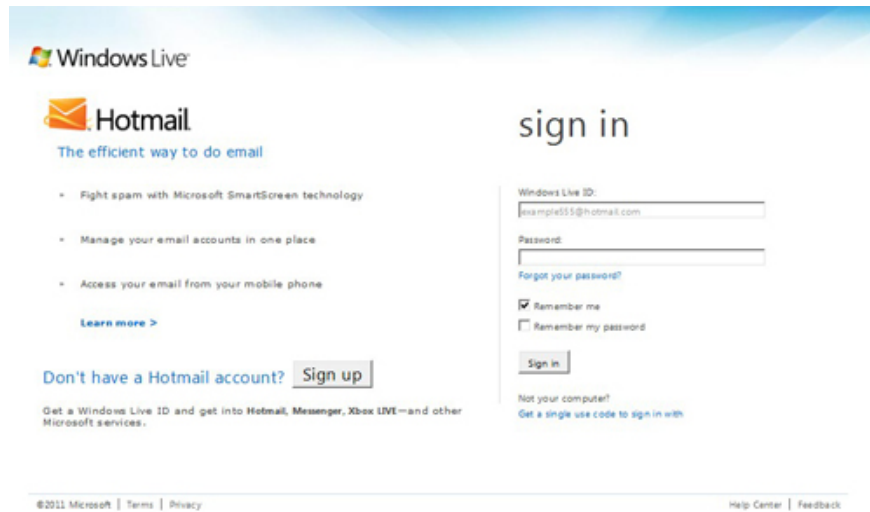 Windows Live
Hotmail
The efficient way to do email
Fight spam with Microsoft SmartScreen technology
Manage your email accounts in one place
Access your email from your mobile phone
Learn more >
Don't have a Hotmail account? Sign up
Get a Windows Live ID and get into Hotmail, Messenger, Xbox LIVE—and other
Microsoft services.
sign in
Windows Live ID:
example555@hotmail.com
Password:
Forgot your password?
Remember me
Remember my password
Sign in
Not your computer?
Get a single use code to sign in with
©2011 Microsoft | Terms | Privacy
Help Center | Feedback